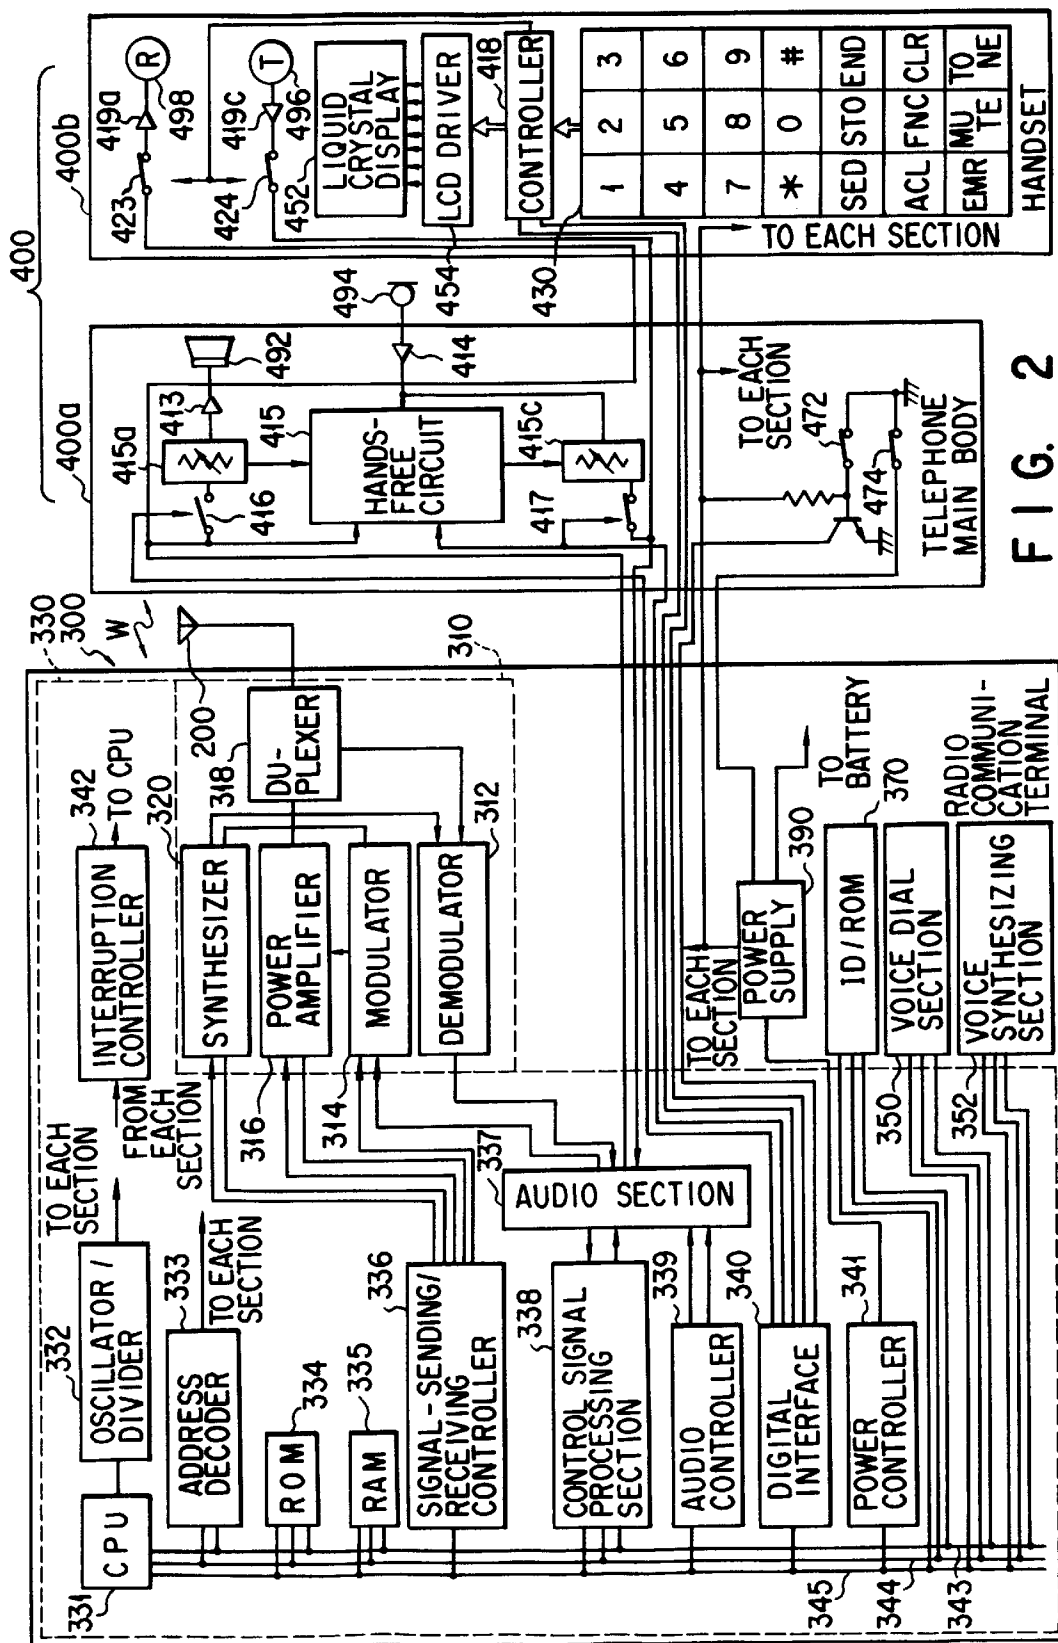 331
CPU
332
OSCILLATOR /
DIVIDER
TO EACH
SECTION
INTERRUPTION
CONTROLLER
342
TO CPU
FROM EACH
SECTION
330
300
W
ADDRESS
DECODER
333
TO EACH
SECTION
ROM
334
RAM
335
SIGNAL-SENDING/
RECEIVING
CONTROLLER
336
320
SYNTHESIZER
318
DU-
PLEXER
200
310
316
POWER
AMPLIFIER
314
MODULATOR
DEMODULATOR
312
337
AUDIO SECTION
CONTROL SIGNAL
PROCESSING
SECTION
338
AUDIO
CONTROLLER
339
DIGITAL
INTERFACE
340
POWER
CONTROLLER
341
345
344
343
TO EACH
SECTION
POWER
SUPPLY
390
TO
BATTERY
ID/ROM
370
350
VOICE DIAL
SECTION
352
VOICE
SYNTHESIZING
SECTION
RADIO
COMMUNI-
CATION
TERMINAL
400
400a
415a
413
492
416
415
HANDS-
FREE
CIRCUIT
494
414
417
415c
TO EACH
SECTION
472
474
TELEPHONE
MAIN BODY
400b
423
419a
R
498
424
419c
T
496
452
LIQUID
CRYSTAL
DISPLAY
454
LCD DRIVER
CONTROLLER
418
430
1 2 3
4 5 6
7 8 9
* 0 #
SED STO END
ACL FNC CLR
EMR MU TE TO NE
TO EACH SECTION
HANDSET
FIG. 2